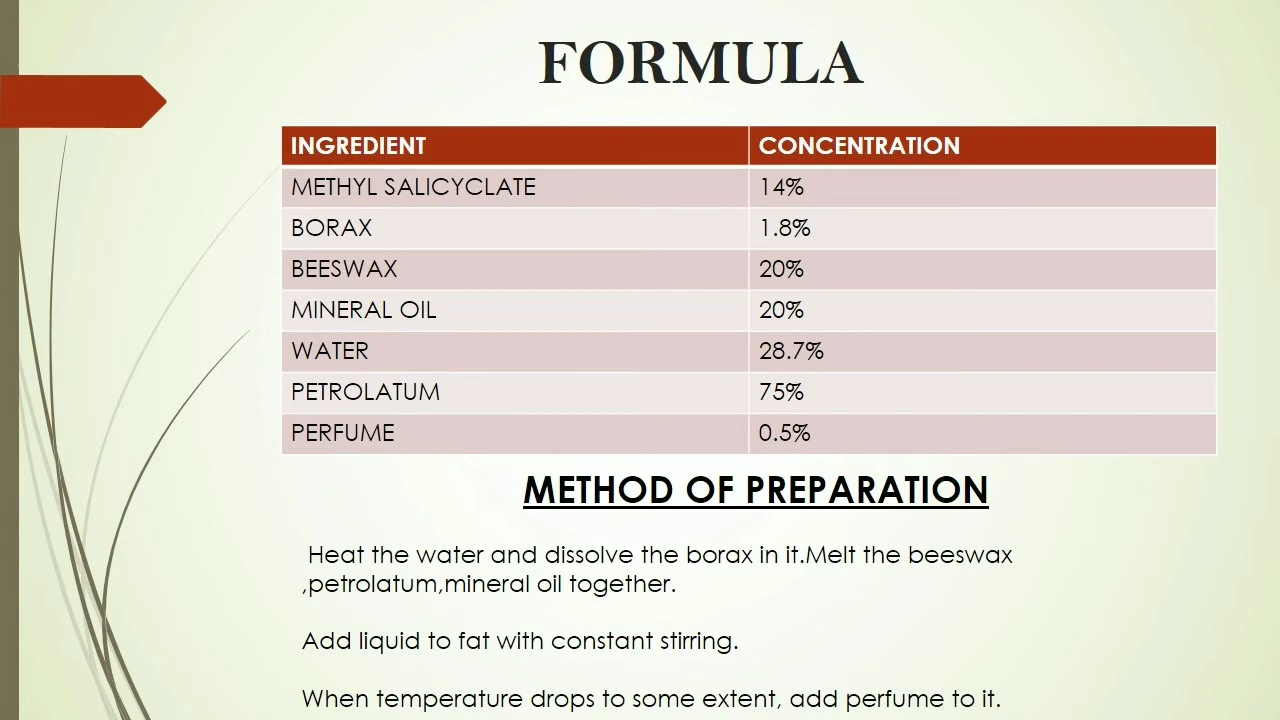 FORMULA
INGREDIENT CONCENTRATION
METHYL SALICYCLATE 14%
BORAX 1.8%
BEESWAX 20%
MINERAL OIL 20%
WATER 28.7%
PETROLATUM 75%
PERFUME 0.5%
METHOD OF PREPARATION
Heat the water and dissolve the borax in it.Melt the beeswax
,petrolatum,mineral oil together.
Add liquid to fat with constant stirring.
When temperature drops to some extent, add perfume to it.